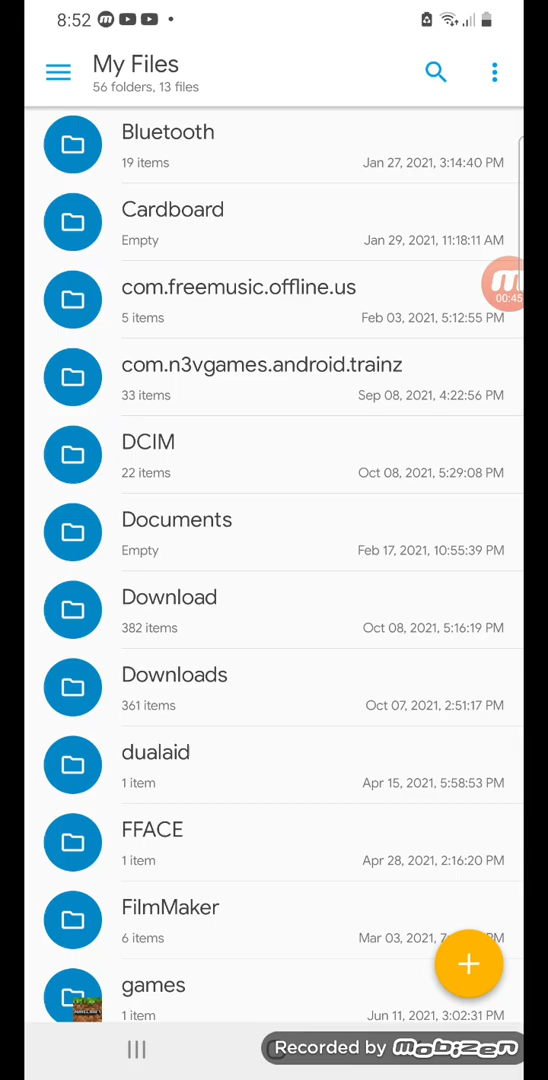 8:52
My Files
56 folders, 13 files
Bluetooth
19 items
Jan 27, 2021, 3:14:40 PM
Cardboard
Empty
Jan 29, 2021, 11:18:11 AM
com.freemusic.offline.us
00:45
5 items
Feb 03, 2021, 5:12:55 PM
com.n3vgames.android.trainz
33 items
Sep 08, 2021, 4:22:56 PM
DCIM
22 items
Oct 08, 2021, 5:29:08 PM
Documents
Empty
Feb 17, 2021, 10:55:39 PM
Download
382 items
Oct 08, 2021, 5:16:19 PM
Downloads
361 items
Oct 07, 2021, 2:51:17 PM
dualaid
1 item
Apr 15, 2021, 5:58:53 PM
FFACE
1 item
Apr 28, 2021, 2:16:20 PM
FilmMaker
6 items
Mar 03, 2021,
games
1 item
Jun 11, 2021, 3:02:31 PM
Recorded by mobizen